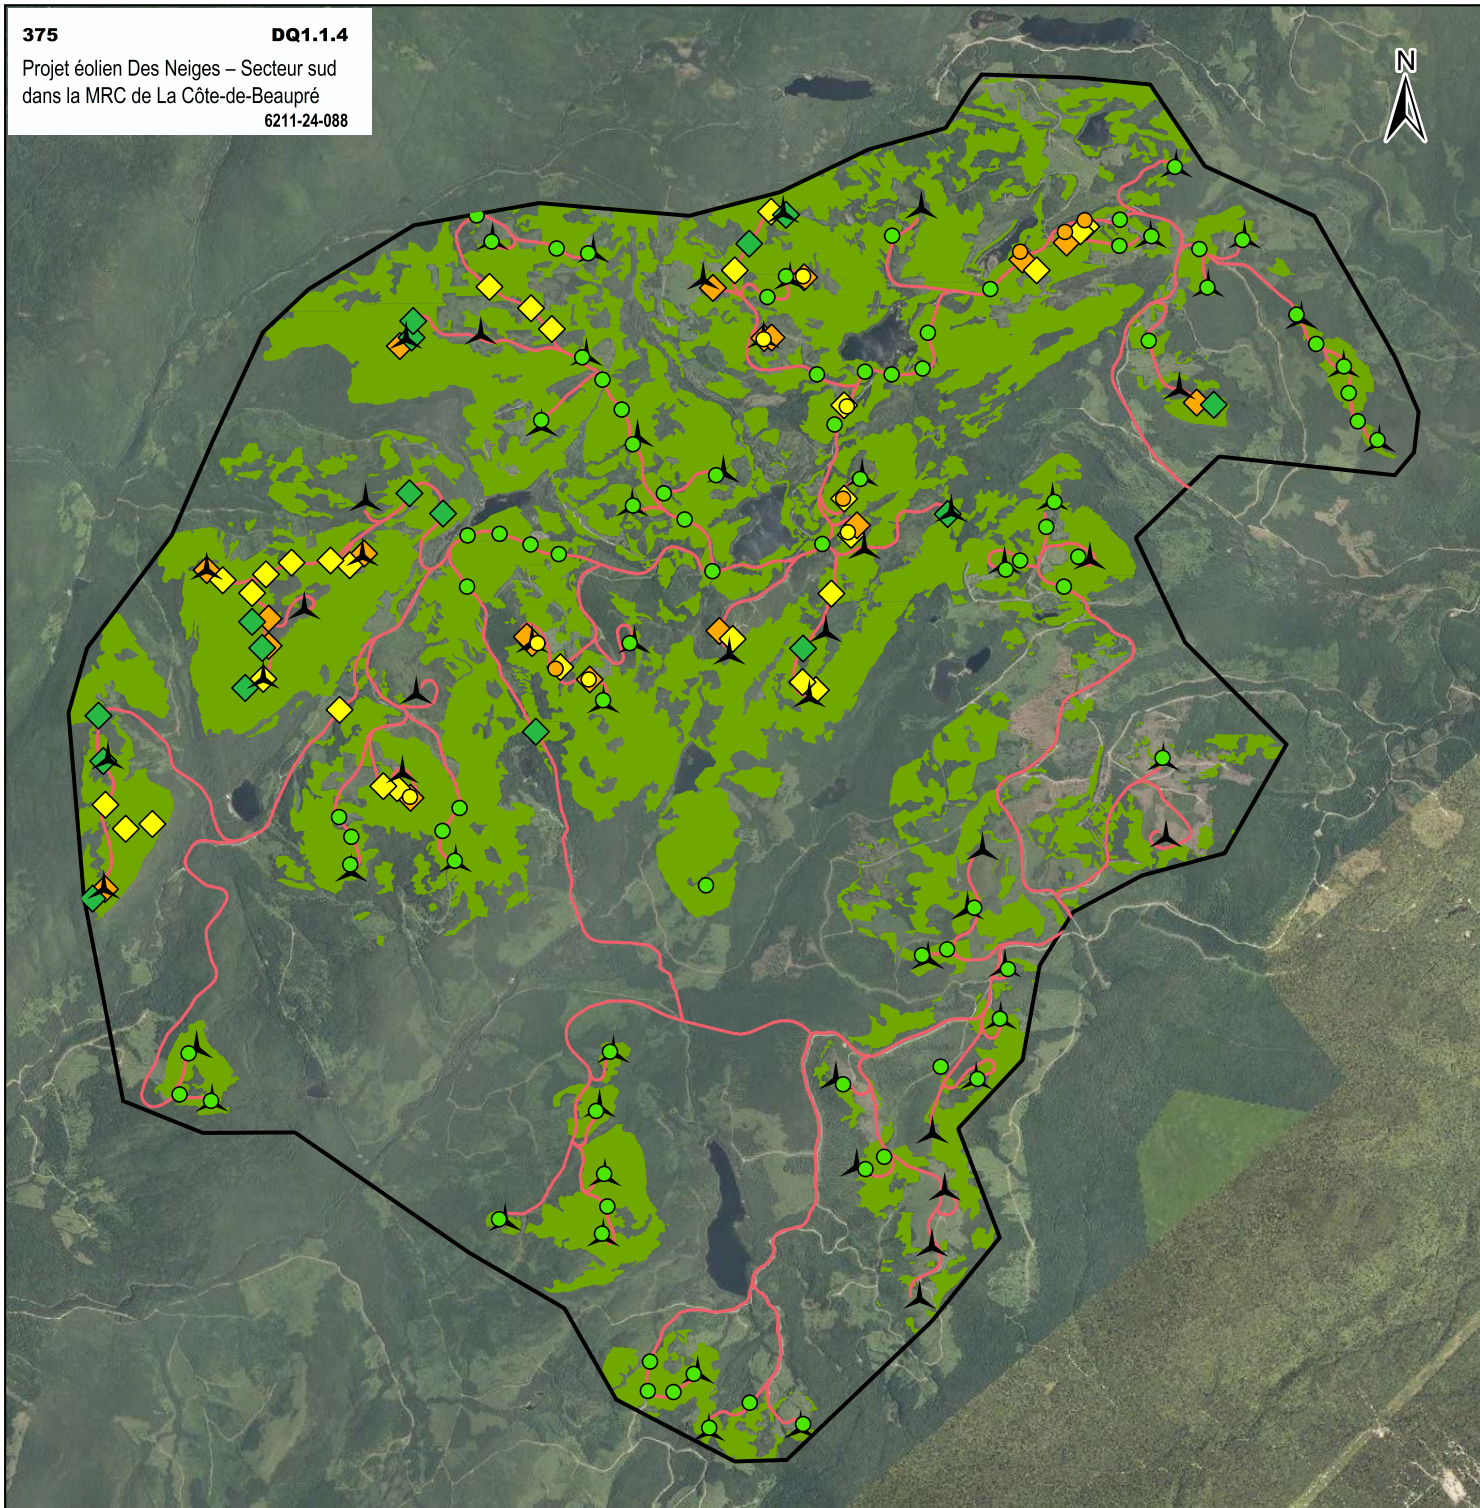 375 DQ1.1.4
Projet éolien Des Neiges – Secteur sud
dans la MRC de La Côte-de-Beaupré
6211-24-088
N